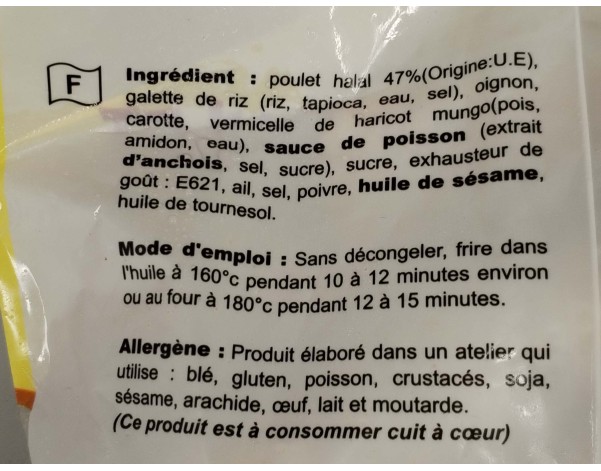 F
Ingrédient : poulet halal 47%(Origine:U.E),
galette de riz (riz, tapioca, eau, sel), oignon,
carotte, vermicelle de haricot mungo(pois,
amidon, eau), sauce de poisson (extrait
d'anchois, sel, sucre), sucre, exhausteur de
goût : E621, ail, sel, poivre, huile de sésame,
huile de tournesol.
Mode d'emploi : Sans décongeler, frire dans
l'huile à 160°c pendant 10 à 12 minutes environ
ou au four à 180°c pendant 12 à 15 minutes.
Allergène : Produit élaboré dans un atelier qui
utilise : blé, gluten, poisson, crustacés, soja,
sésame, arachide, œuf, lait et moutarde.
(Ce produit est à consommer cuit à cœur)